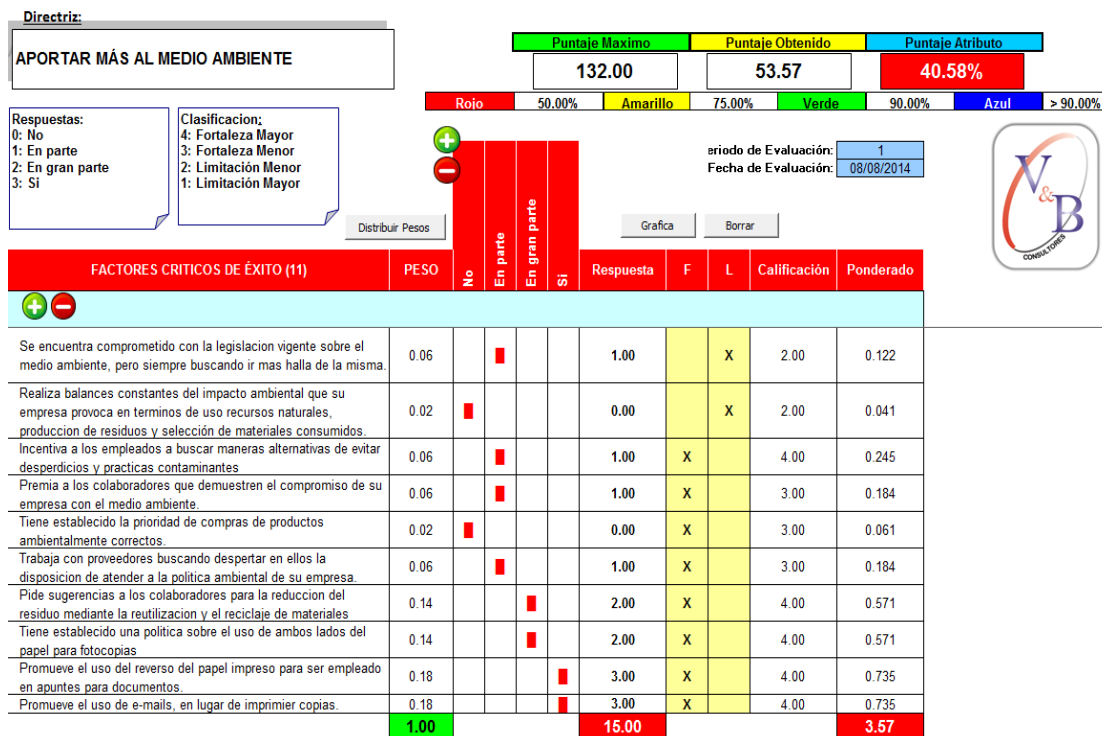 Directriz:
APORTAR MÁS AL MEDIO AMBIENTE
Puntaje Maximo Puntaje Obtenido Puntaje Atributo
132.00 53.57 40.58%
Rojo 50.00% Amarillo 75.00% Verde 90.00% Azul > 90.00%
Respuestas:
0: No
1: En parte
2: En gran parte
3: Si
Clasificacion:
4: Fortaleza Mayor
3: Fortaleza Menor
2: Limitación Menor
1: Limitación Mayor
eriodo de Evaluación: 1
Fecha de Evaluación: 08/08/2014
V&B
CONSULTORES
Distribuir Pesos
Grafica
Borrar
FACTORES CRITICOS DE ÉXITO (11) PESO No En parte En gran parte Si Respuesta F L Calificación Ponderado
Se encuentra comprometido con la legislacion vigente sobre el
medio ambiente, pero siempre buscando ir mas halla de la misma. 0.06 1.00 X 2.00 0.122
Realiza balances constantes del impacto ambiental que su
empresa provoca en terminos de uso recursos naturales, 0.02 0.00 X 2.00 0.041
produccion de residuos y selección de materiales consumidos.
Incentiva a los empleados a buscar maneras alternativas de evitar
desperdicios y practicas contaminantes 0.06 1.00 X 4.00 0.245
Premia a los colaboradores que demuestren el compromiso de su
empresa con el medio ambiente. 0.06 1.00 X 3.00 0.184
Tiene establecido la prioridad de compras de productos
ambientalmente correctos. 0.02 0.00 X 3.00 0.061
Trabaja con proveedores buscando despertar en ellos la
disposicion de atender a la politica ambiental de su empresa. 0.06 1.00 X 3.00 0.184
Pide sugerencias a los colaboradores para la reduccion del
residuo mediante la reutilizacion y el reciclaje de materiales 0.14 2.00 X 4.00 0.571
Tiene establecido una politica sobre el uso de ambos lados del
papel para fotocopias 0.14 2.00 X 4.00 0.571
Promueve el uso del reverso del papel impreso para ser empleado
en apuntes para documentos. 0.18 3.00 X 4.00 0.735
Promueve el uso de e-mails, en lugar de imprimier copias. 0.18 3.00 X 4.00 0.735
1.00 15.00 3.57